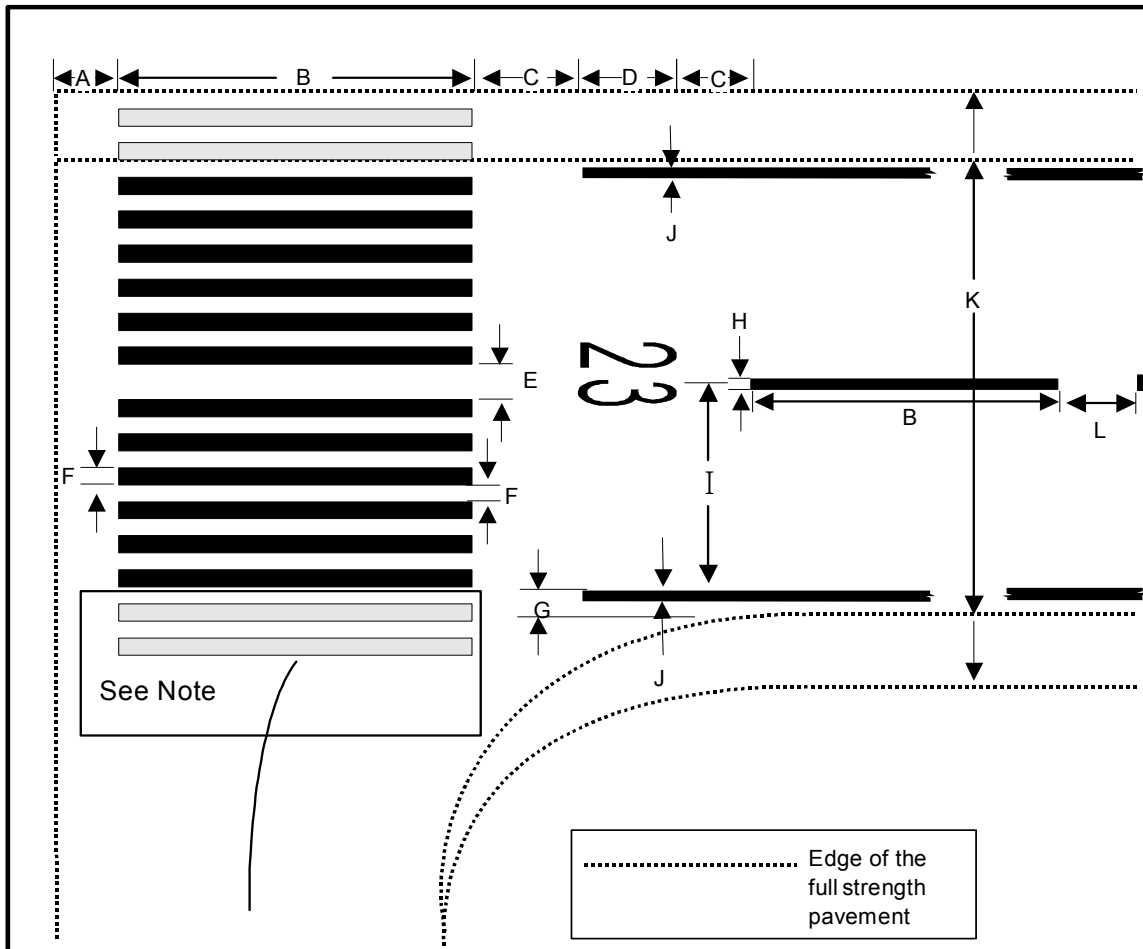 A
B
C
D
C
J
K
H
E
23
B
L
F
F
I
G
J
See Note
Edge of the
full strength
pavement